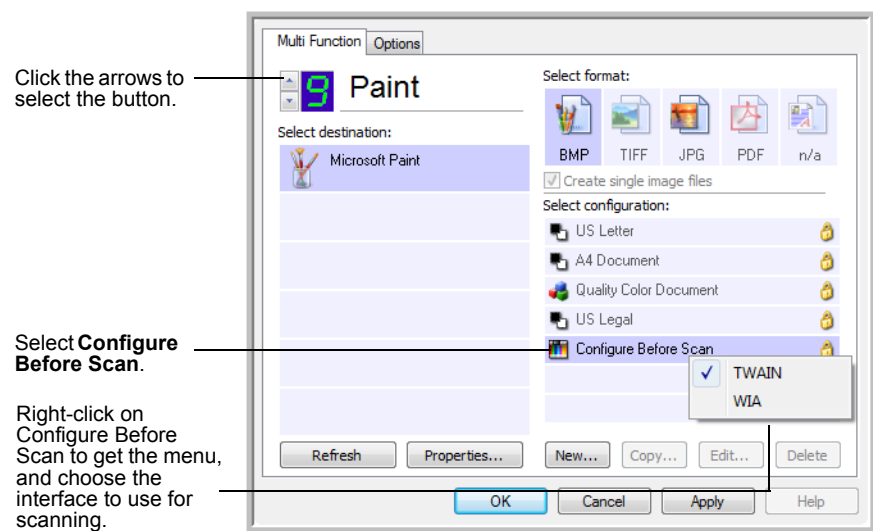 Multi Function
Options
Click the arrows to
select the button.
9
Paint
Select destination:
Microsoft Paint
Select format:
BMP
TIFF
JPG
PDF
n/a
Create single image files
Select configuration:
US Letter
A4 Document
Quality Color Document
US Legal
Select Configure
Before Scan.
Configure Before Scan
TWAIN
WIA
Right-click on
Configure Before
Scan to get the menu,
and choose the
interface to use for
scanning.
Refresh
Properties...
New...
Copy...
Edit...
Delete
OK
Cancel
Apply
Help